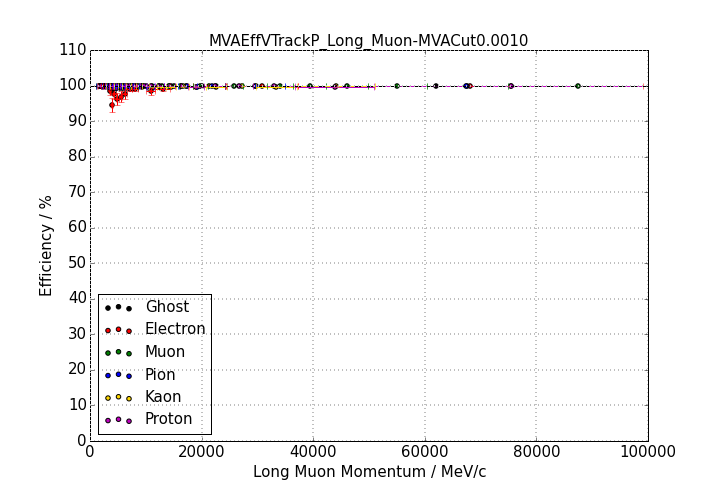 MVAEffVTrackP_Long_Muon-MVACut0.0010
110
100
90
80
70
60
50
40
30
20
10
0
Efficiency / %
Ghost
Electron
Muon
Pion
Kaon
Proton
0 20000 40000 60000 80000 100000
Long Muon Momentum / MeV/c